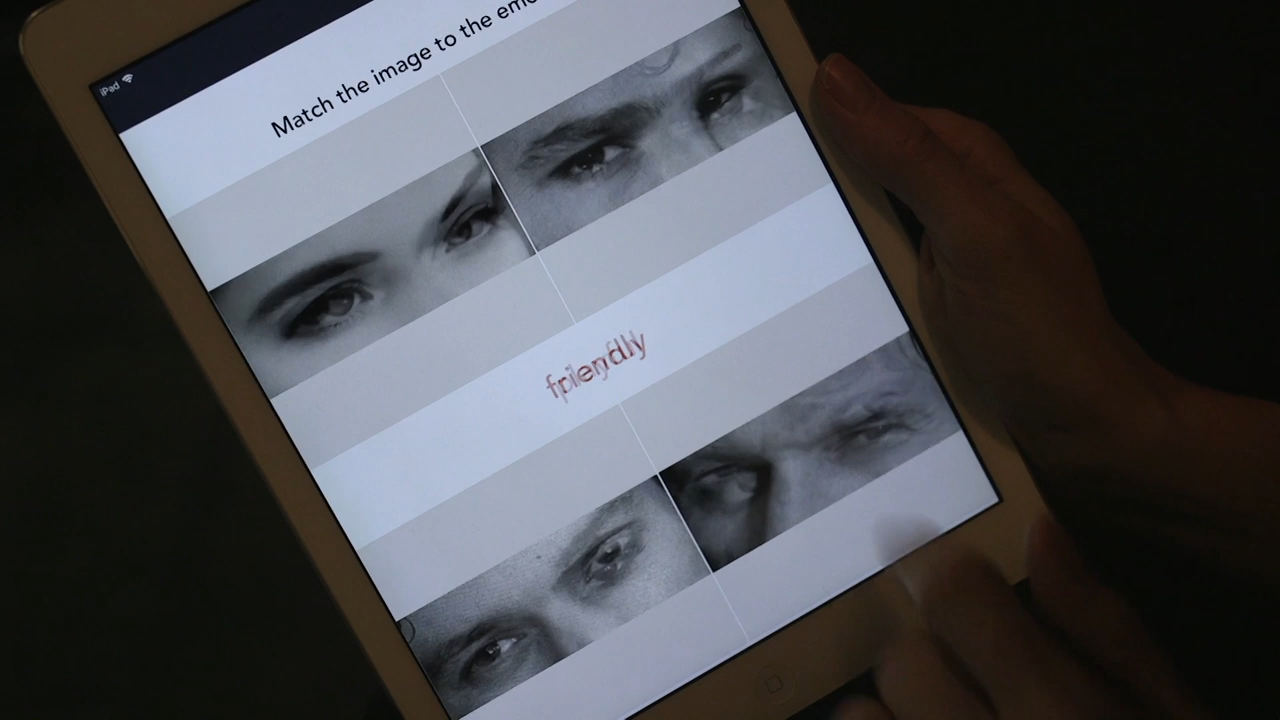 iPad
Match the image to the emo
friendly